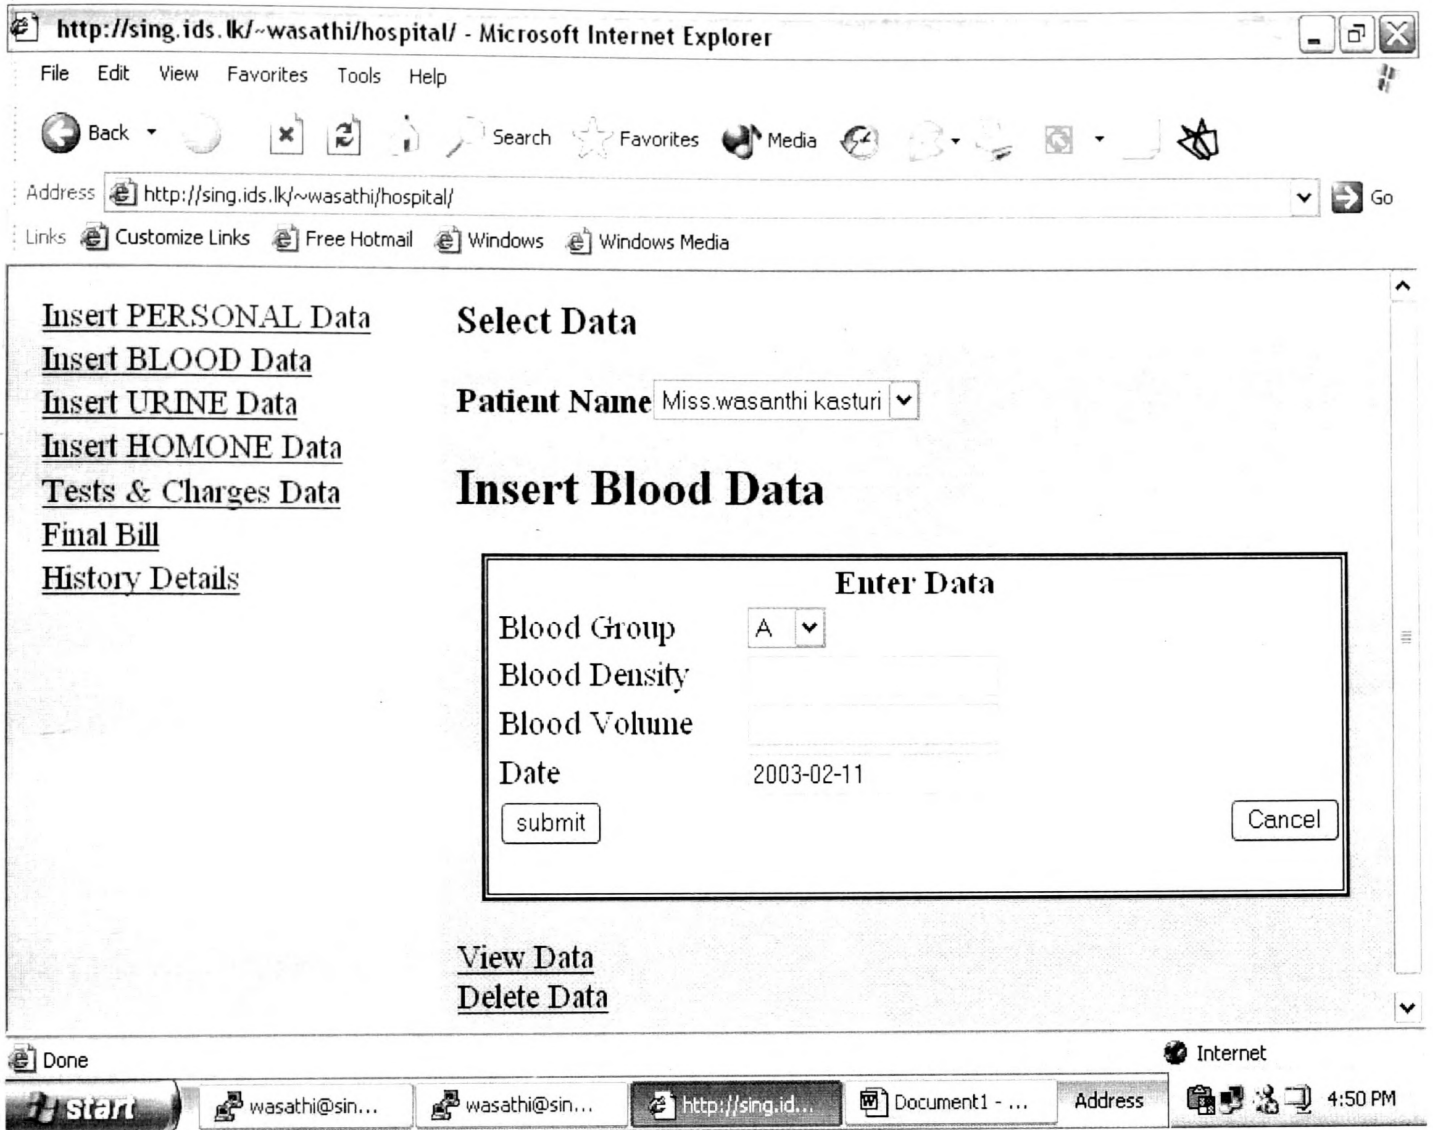 http://sing.ids.lk/~wasathi/hospital/ - Microsoft Internet Explorer
File Edit View Favorites Tools Help
Back Search Favorites Media
Address http://sing.ids.lk/~wasathi/hospital/ Go
Links Customize Links Free Hotmail Windows Windows Media
Insert PERSONAL Data
Insert BLOOD Data
Insert URINE Data
Insert HOMONE Data
Tests & Charges Data
Final Bill
History Details
Select Data
Patient Name Miss.wasanthi kasturi
Insert Blood Data
Enter Data
Blood Group A
Blood Density
Blood Volume
Date 2003-02-11
submit Cancel
View Data
Delete Data
Done Internet
start wasathi@sin... wasathi@sin... http://sing.id... Document1 - ... Address 4:50 PM